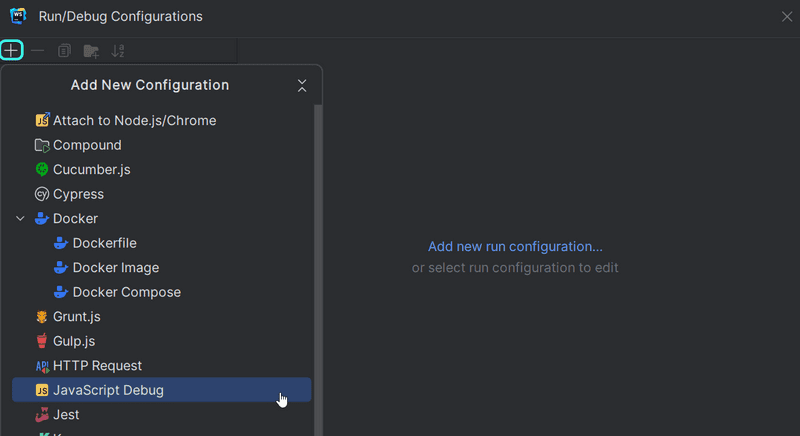 Run/Debug Configurations
Add New Configuration
Attach to Node.js/Chrome
Compound
Cucumber.js
Cypress
Docker
Dockerfile
Docker Image
Docker Compose
Grunt.js
Gulp.js
HTTP Request
JavaScript Debug
Jest
Add new run configuration...
or select run configuration to edit